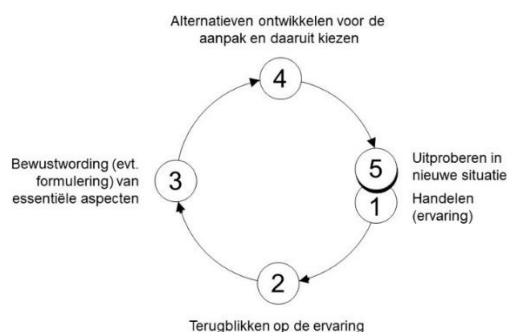 Alternatieven ontwikkelen voor de
aanpak en daaruit kiezen
4
Bewustwording (evt.
formulering) van
essentiële aspecten
3
5
Uitproberen in
nieuwe situatie
1
Handelen
(ervaring)
2
Terugblikken op de ervaring